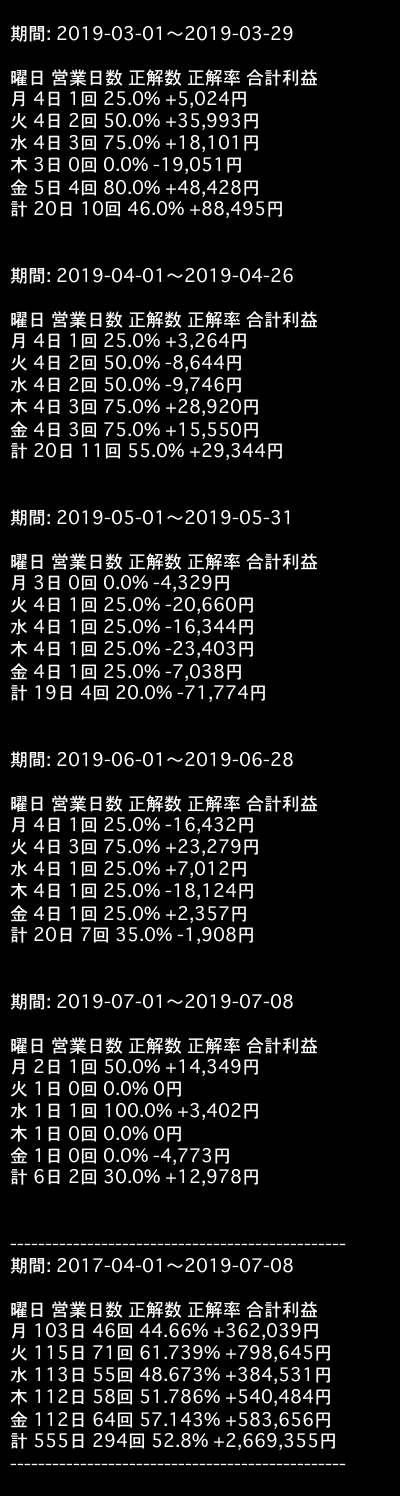 期間: 2019-03-01〜2019-03-29
曜日 営業日数 正解数 正解率 合計利益
月 4日 1回 25.0% +5,024円
火 4日 2回 50.0% +35,993円
水 4日 3回 75.0% +18,101円
木 3日 0回 0.0% -19,051円
金 5日 4回 80.0% +48,428円
計 20日 10回 46.0% +88,495円
期間: 2019-04-01〜2019-04-26
曜日 営業日数 正解数 正解率 合計利益
月 4日 1回 25.0% +3,264円
火 4日 2回 50.0% -8,644円
水 4日 2回 50.0% -9,746円
木 4日 3回 75.0% +28,920円
金 4日 3回 75.0% +15,550円
計 20日 11回 55.0% +29,344円
期間: 2019-05-01〜2019-05-31
曜日 営業日数 正解数 正解率 合計利益
月 3日 0回 0.0% -4,329円
火 4日 1回 25.0% -20,660円
水 4日 1回 25.0% -16,344円
木 4日 1回 25.0% -23,403円
金 4日 1回 25.0% -7,038円
計 19日 4回 20.0% -71,774円
期間: 2019-06-01〜2019-06-28
曜日 営業日数 正解数 正解率 合計利益
月 4日 1回 25.0% -16,432円
火 4日 3回 75.0% +23,279円
水 4日 1回 25.0% +7,012円
木 4日 1回 25.0% -18,124円
金 4日 1回 25.0% +2,357円
計 20日 7回 35.0% -1,908円
期間: 2019-07-01〜2019-07-08
曜日 営業日数 正解数 正解率 合計利益
月 2日 1回 50.0% +14,349円
火 1日 0回 0.0% 0円
水 1日 1回 100.0% +3,402円
木 1日 0回 0.0% 0円
金 1日 0回 0.0% -4,773円
計 6日 2回 30.0% +12,978円
------------------------------------------------
期間: 2017-04-01〜2019-07-08
曜日 営業日数 正解数 正解率 合計利益
月 103日 46回 44.66% +362,039円
火 115日 71回 61.739% +798,645円
水 113日 55回 48.673% +384,531円
木 112日 58回 51.786% +540,484円
金 112日 64回 57.143% +583,656円
計 555日 294回 52.8% +2,669,355円
------------------------------------------------